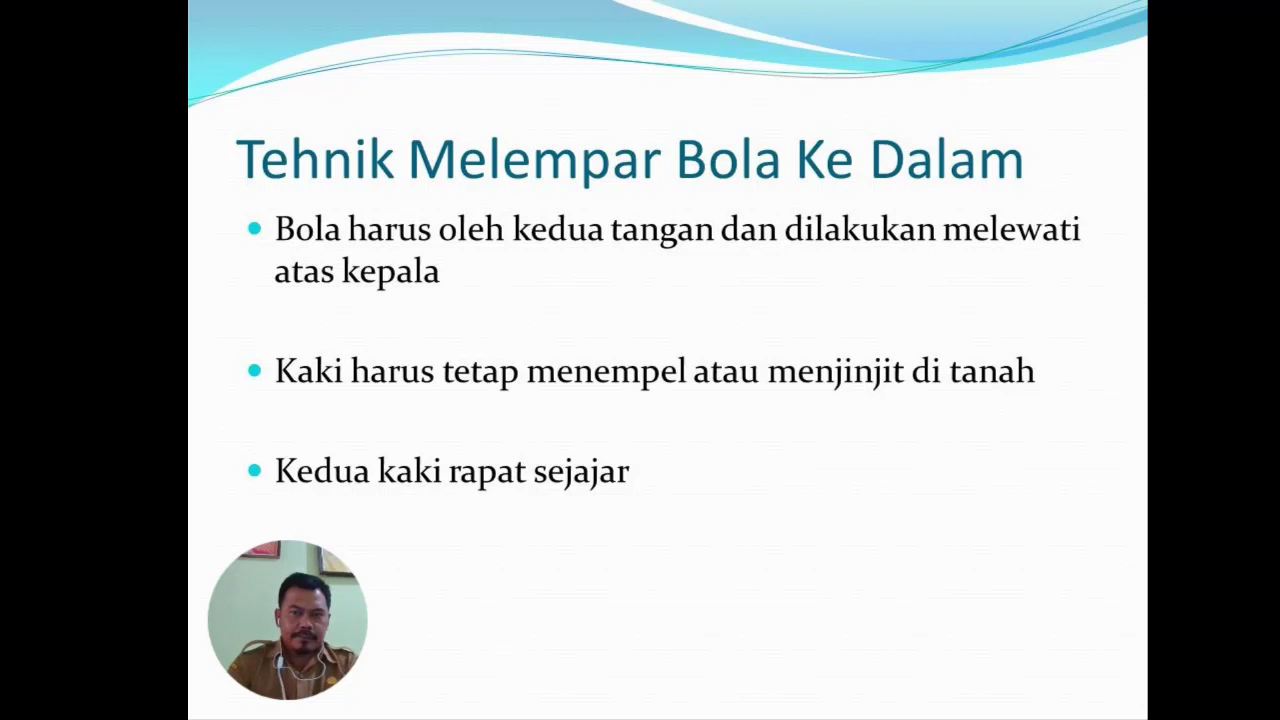 Tehnik Melempar Bola Ke Dalam
Bola harus oleh kedua tangan dan dilakukan melewati
atas kepala
Kaki harus tetap menempel atau menjinjit di tanah
Kedua kaki rapat sejajar